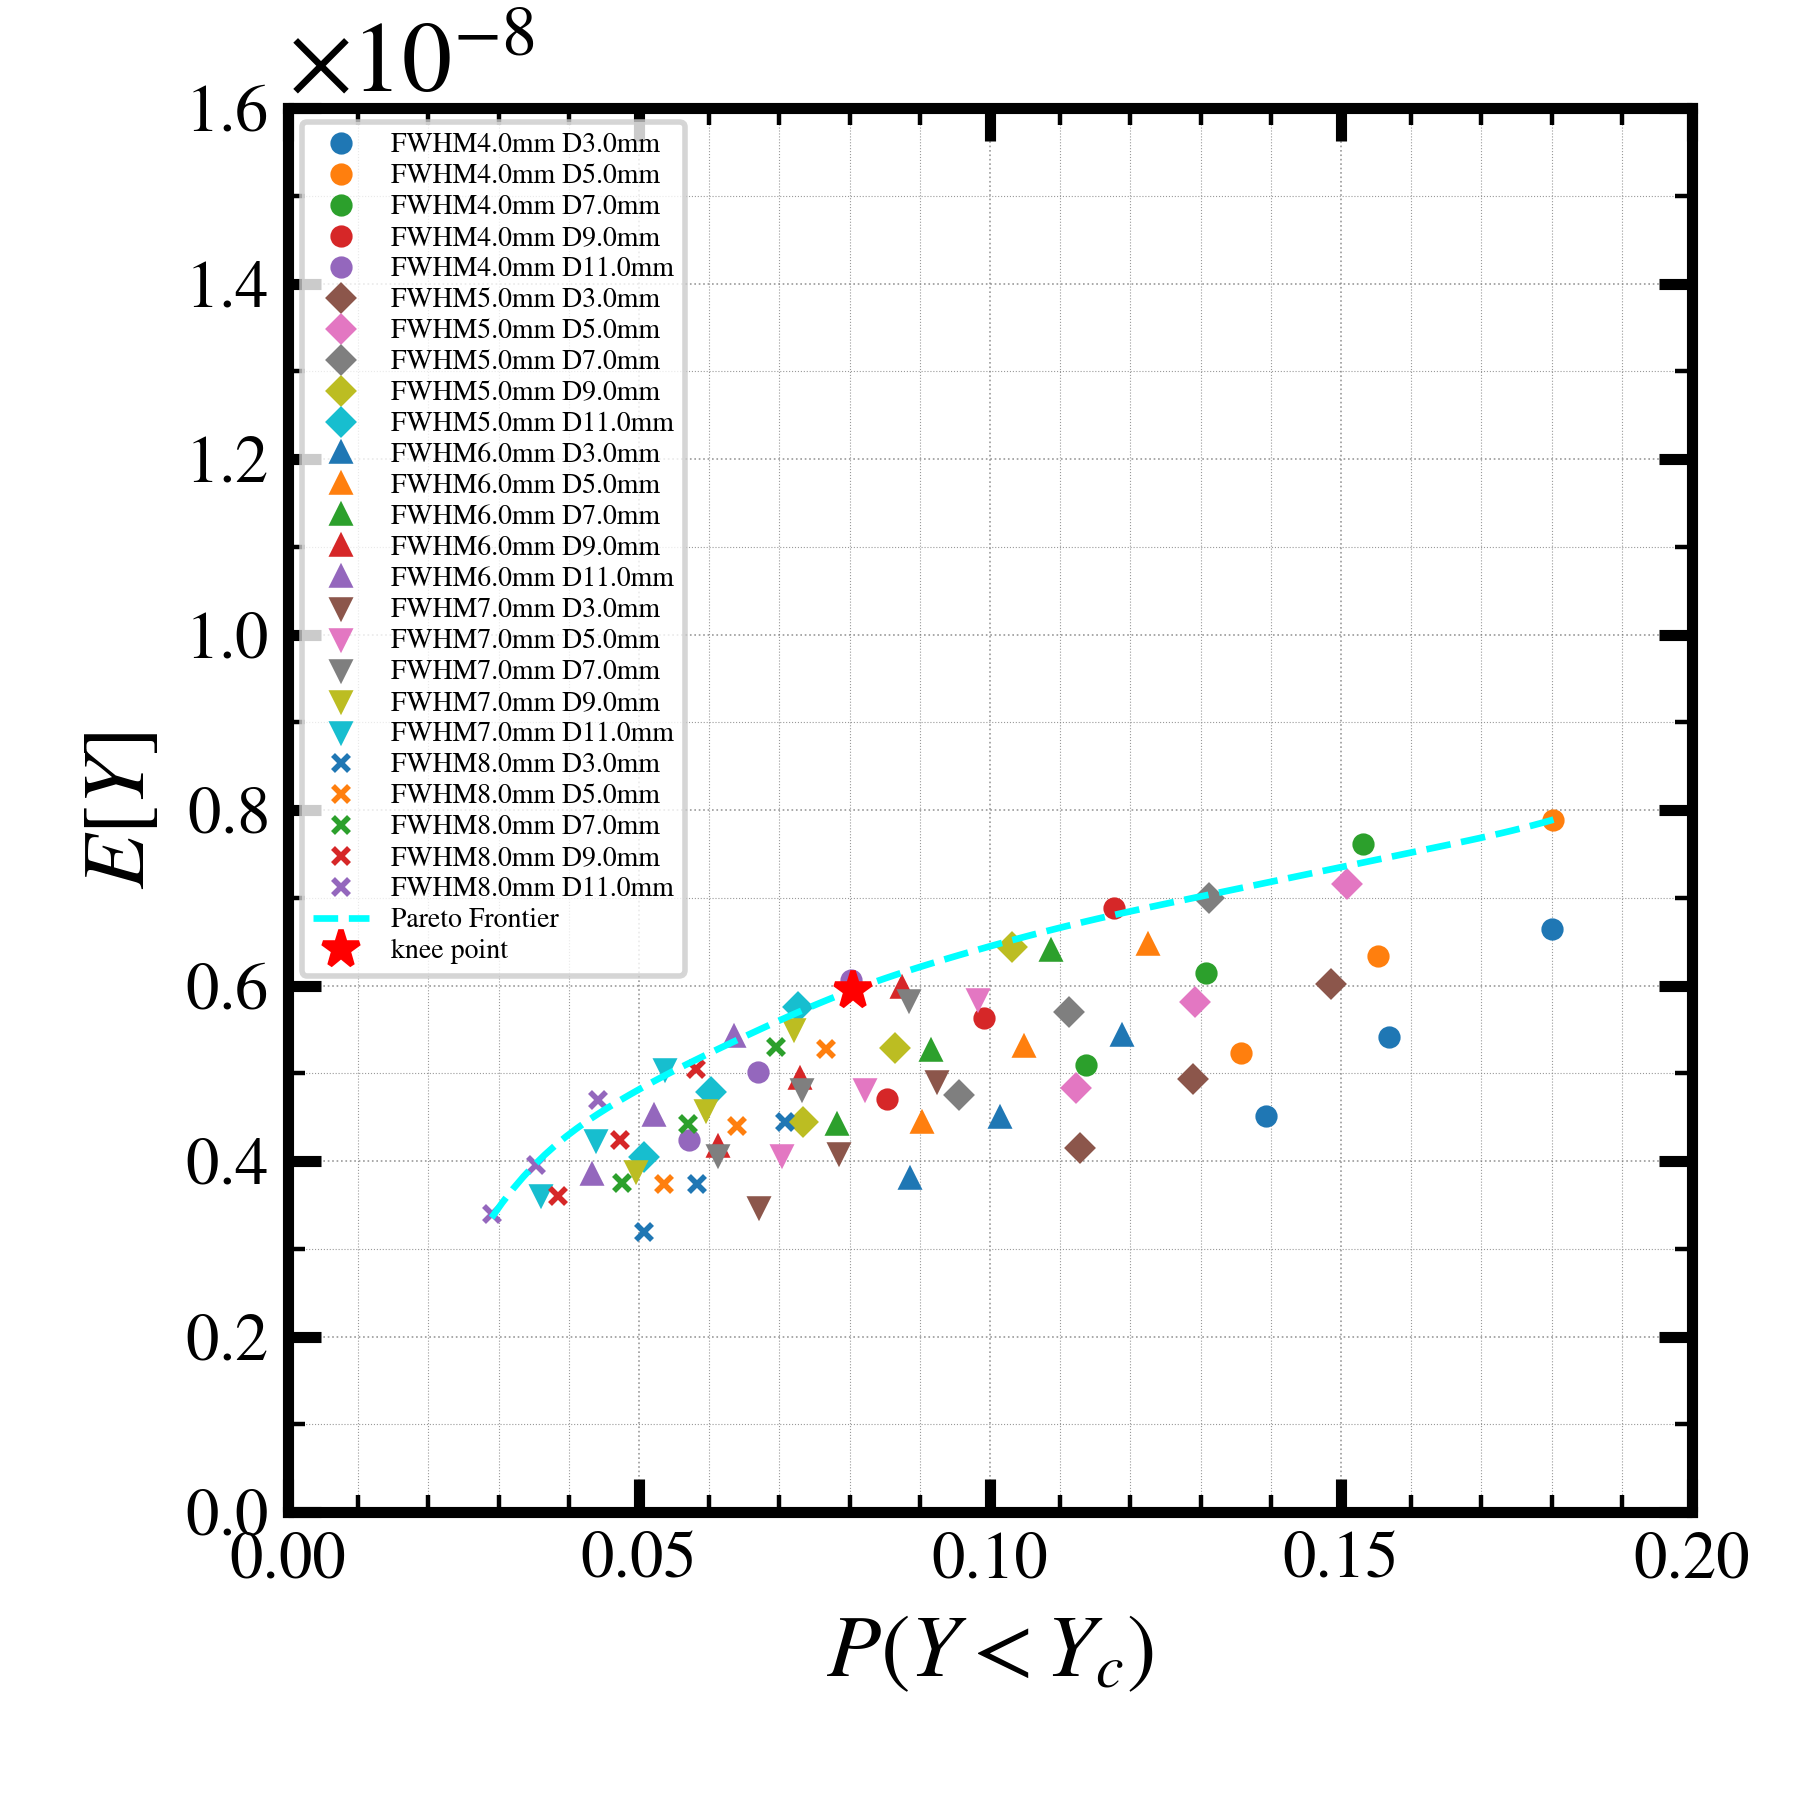 ×10⁻⁸
1.6
1.4
1.2
1.0
0.8
0.6
0.4
0.2
0.0
E[Y]
FWHM4.0mm D3.0mm
FWHM4.0mm D5.0mm
FWHM4.0mm D7.0mm
FWHM4.0mm D9.0mm
FWHM4.0mm D11.0mm
FWHM5.0mm D3.0mm
FWHM5.0mm D5.0mm
FWHM5.0mm D7.0mm
FWHM5.0mm D9.0mm
FWHM5.0mm D11.0mm
FWHM6.0mm D3.0mm
FWHM6.0mm D5.0mm
FWHM6.0mm D7.0mm
FWHM6.0mm D9.0mm
FWHM6.0mm D11.0mm
FWHM7.0mm D3.0mm
FWHM7.0mm D5.0mm
FWHM7.0mm D7.0mm
FWHM7.0mm D9.0mm
FWHM7.0mm D11.0mm
FWHM8.0mm D3.0mm
FWHM8.0mm D5.0mm
FWHM8.0mm D7.0mm
FWHM8.0mm D9.0mm
FWHM8.0mm D11.0mm
Pareto Frontier
knee point
0.00 0.05 0.10 0.15 0.20
P(Y < Y_c)